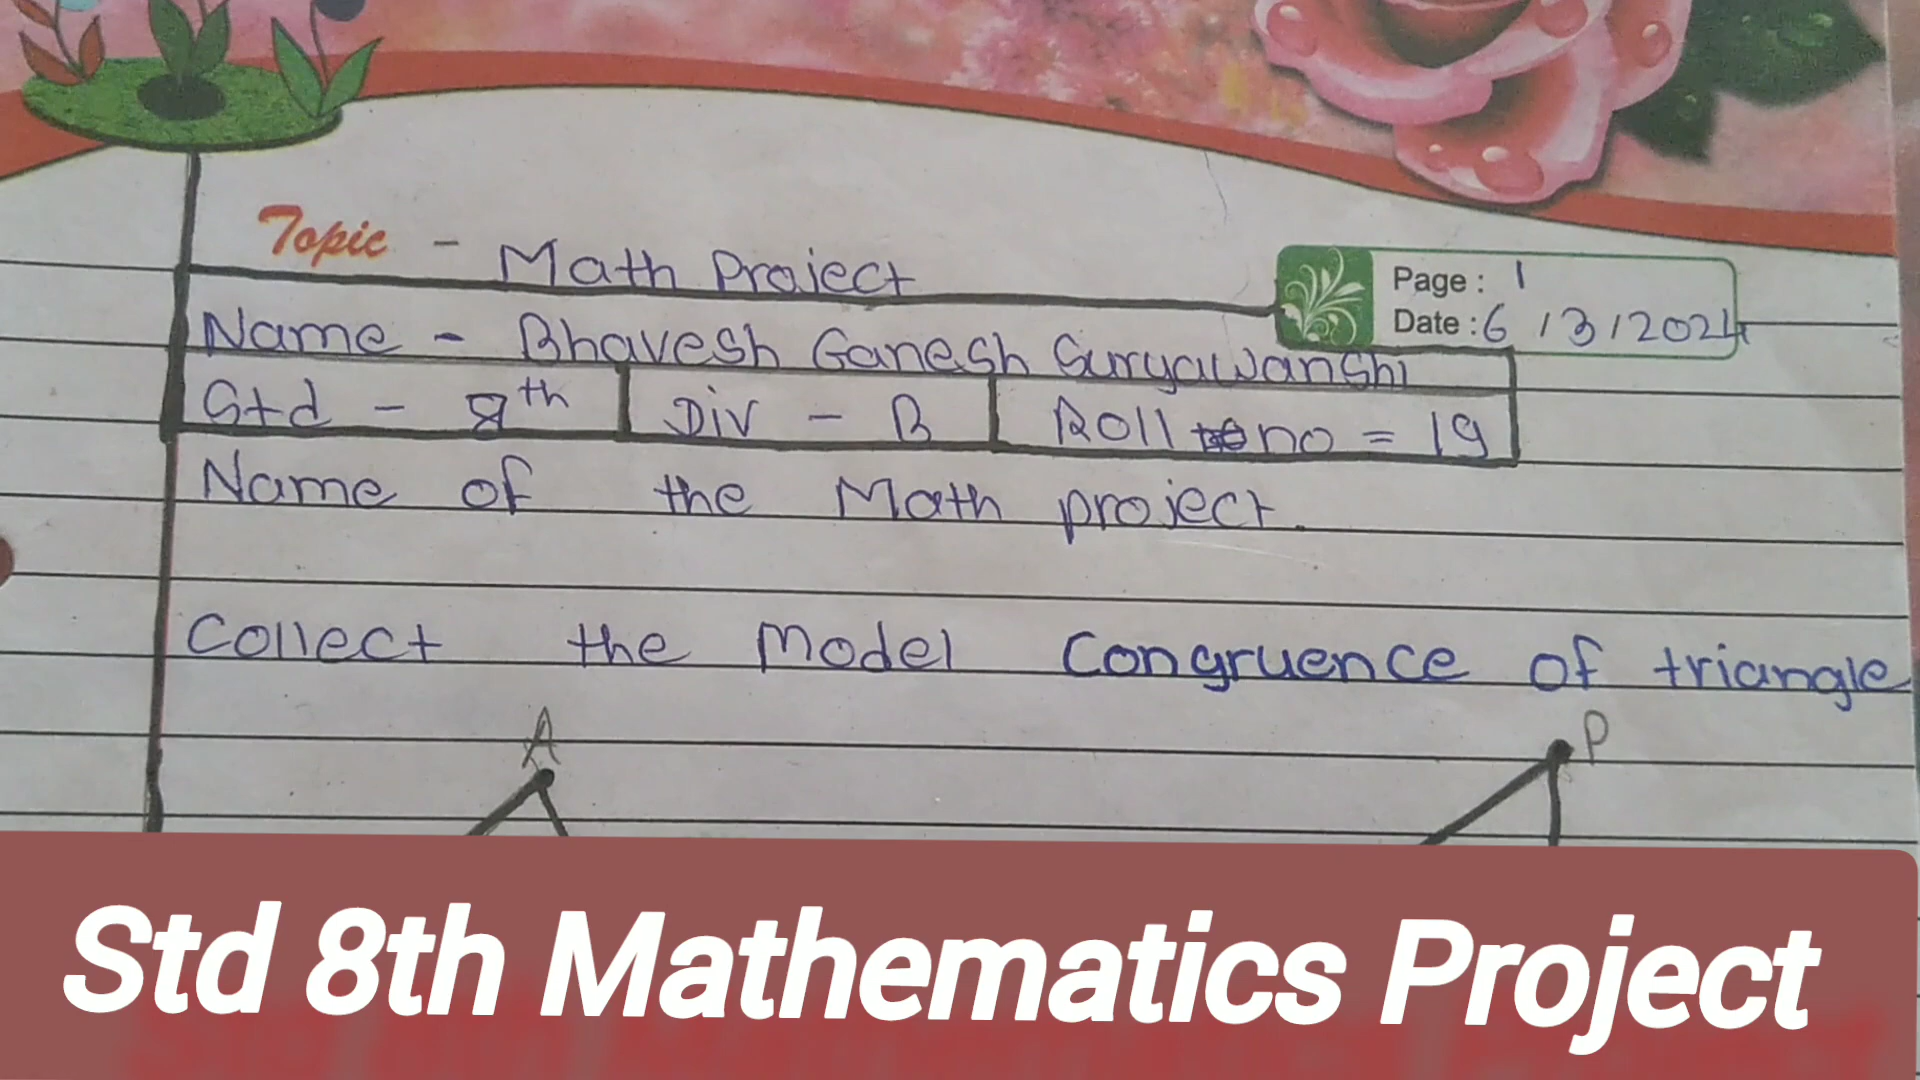 Topic - Math Project
Page : 1
Date : 6 / 3 / 2024
Name - Bhavesh Ganesh Suryawanshi
Std - 8th Div - B Roll no = 19
Name of the Math project.
Collect the Model Congruence of triangle
A P
Std 8th Mathematics Project